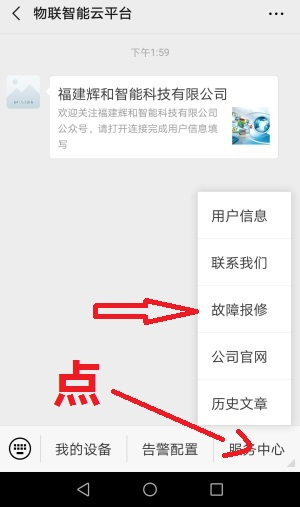 物联智能云平台
下午1:59
福建辉和智能科技有限公司
欢迎关注福建辉和智能科技有限公司
公众号，请打开连接完成用户信息填
写
用户信息
联系我们
故障报修
公司官网
历史文章
点
我的设备
告警配置
服务中心